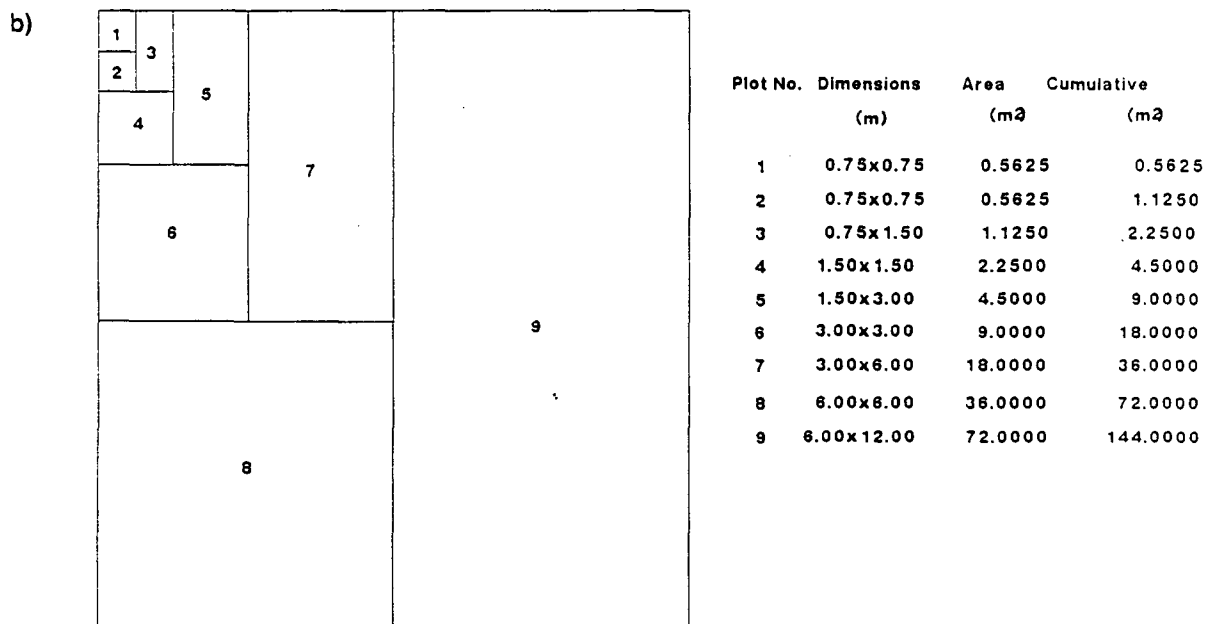 b)
1
3
2
5
4
7
6
9
8
Plot No. Dimensions Area Cumulative
(m) (m2) (m2)
1 0.75x0.75 0.5625 0.5625
2 0.75x0.75 0.5625 1.1250
3 0.75x1.50 1.1250 2.2500
4 1.50x1.50 2.2500 4.5000
5 1.50x3.00 4.5000 9.0000
6 3.00x3.00 9.0000 18.0000
7 3.00x6.00 18.0000 36.0000
8 6.00x6.00 36.0000 72.0000
9 6.00x12.00 72.0000 144.0000